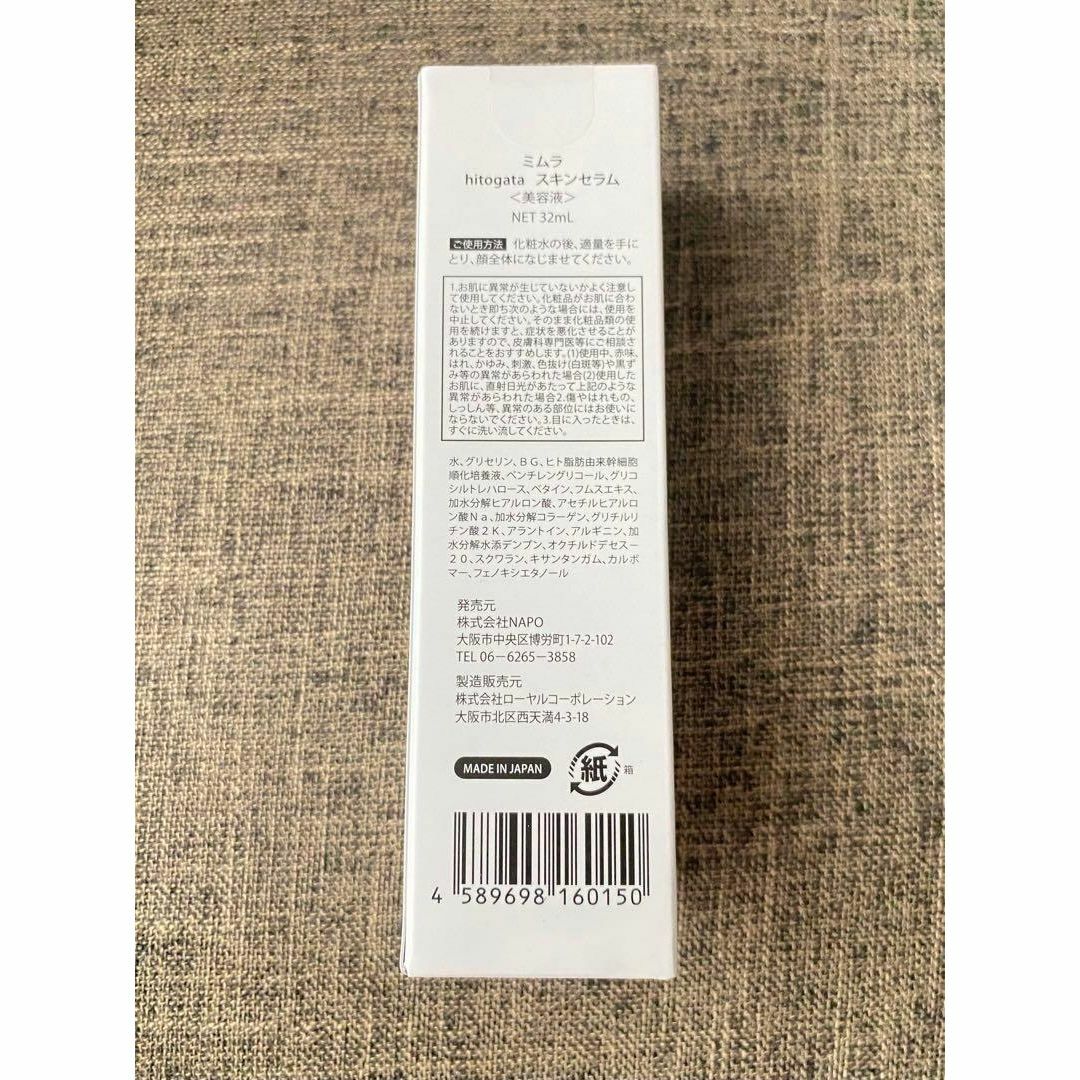 ミムラ
hitogata スキンセラム
＜美容液＞
NET 32mL
ご使用方法 化粧水の後、適量を手に
とり、顔全体になじませてください。
1.お肌に異常が生じていないかよく注意し
て使用してください。化粧品がお肌に合わ
ないとき即ち次のような場合には、使用を
中止してください。そのまま化粧品類の使
用を続けますと、症状を悪化させることが
ありますので、皮膚科専門医等にご相談さ
れることをおすすめします。(1)使用中、赤味、
はれ、かゆみ、刺激、色抜け(白斑等)や黒ず
み等の異常があらわれた場合(2)使用した
お肌に、直射日光があたって上記のような
異常があらわれた場合2.傷やはれもの、
しっしん等、異常のある部位にはお使いに
ならないでください。3.目に入ったときは、
すぐに洗い流してください。
水、グリセリン、ＢＧ、ヒト脂肪由来幹細胞
順化培養液、ペンチレングリコール、グリコ
シルトレハロース、ベタイン、フムスエキス、
加水分解ヒアルロン酸、アセチルヒアルロ
ン酸Ｎａ、加水分解コラーゲン、グリチルリ
チン酸２Ｋ、アラントイン、アルギニン、加
水分解水添デンプン、オクチルドデセス－
２０、スクワラン、キサンタンガム、カルボ
マー、フェノキシエタノール
発売元
株式会社NAPO
大阪市中央区博労町1-7-2-102
TEL 06－6265－3858
製造販売元
株式会社ローヤルコーポレーション
大阪市北区西天満4-3-18
MADE IN JAPAN
紙 箱
4 589698 160150